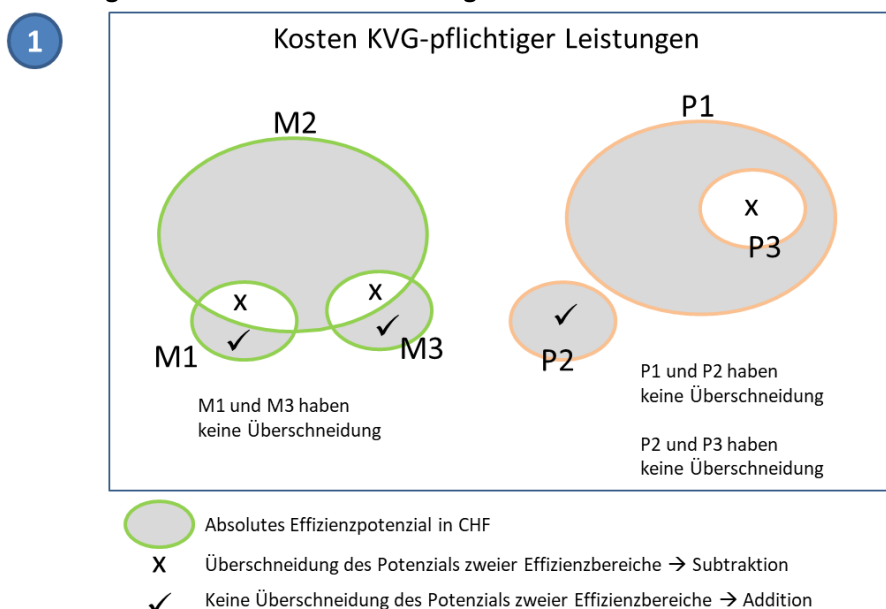 1
Kosten KVG-pflichtiger Leistungen
M2
P1
x
P3
x
x
✓
✓
✓
M1
M3
P2
M1 und M3 haben
keine Überschneidung
P1 und P2 haben
keine Überschneidung
P2 und P3 haben
keine Überschneidung
Absolutes Effizienzpotenzial in CHF
x Überschneidung des Potenzials zweier Effizienzbereiche → Subtraktion
✓ Keine Überschneidung des Potenzials zweier Effizienzbereiche → Addition